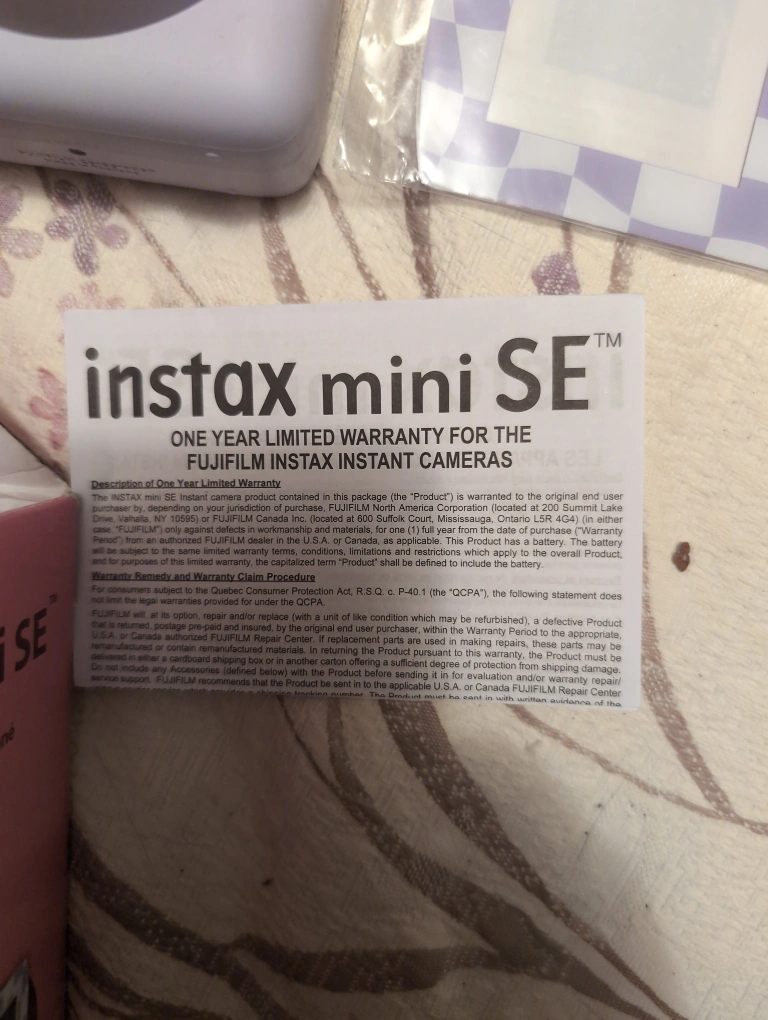 instax mini SE™
ONE YEAR LIMITED WARRANTY FOR THE
FUJIFILM INSTAX INSTANT CAMERAS
Description of One Year Limited Warranty
The INSTAX mini SE Instant camera product contained in this package (the "Product") is warranted to the original end user
purchaser by, depending on your jurisdiction of purchase, FUJIFILM North America Corporation (located at 200 Summit Lake
Drive, Valhalla, NY 10595) or FUJIFILM Canada Inc. (located at 600 Suffolk Court, Mississauga, Ontario L5R 4G4) (in either
case, "FUJIFILM") only against defects in workmanship and materials, for one (1) full year from the date of purchase ("Warranty
Period") from an authorized FUJIFILM dealer in the U.S.A. or Canada, as applicable. This Product has a battery. The battery
will be subject to the same limited warranty terms, conditions, limitations and restrictions which apply to the overall Product,
and for purposes of this limited warranty, the capitalized term "Product" shall be defined to include the battery.
Warranty Remedy and Warranty Claim Procedure
For consumers subject to the Quebec Consumer Protection Act, R.S.Q. c. P-40.1 (the "QCPA"), the following statement does
not limit the legal warranties provided for under the QCPA.
FUJIFILM will, at its option, repair and/or replace (with a unit of like condition which may be refurbished), a defective Product
that is returned, postage pre-paid and insured, by the original end user purchaser, within the Warranty Period to the appropriate,
U.S.A. or Canada authorized FUJIFILM Repair Center. If replacement parts are used in making repairs, these parts may be
remanufactured or contain remanufactured materials. In returning the Product pursuant to this warranty, the Product must be
delivered in either a cardboard shipping box or in another carton offering a sufficient degree of protection from shipping damage.
Do not include any Accessories (defined below) with the Product before sending it in for evaluation and/or warranty repair/
service support. FUJIFILM recommends that the Product be sent in to the applicable U.S.A. or Canada FUJIFILM Repair Center
tracking number. The Product must be sent in with written evidence of the
i SE™
né